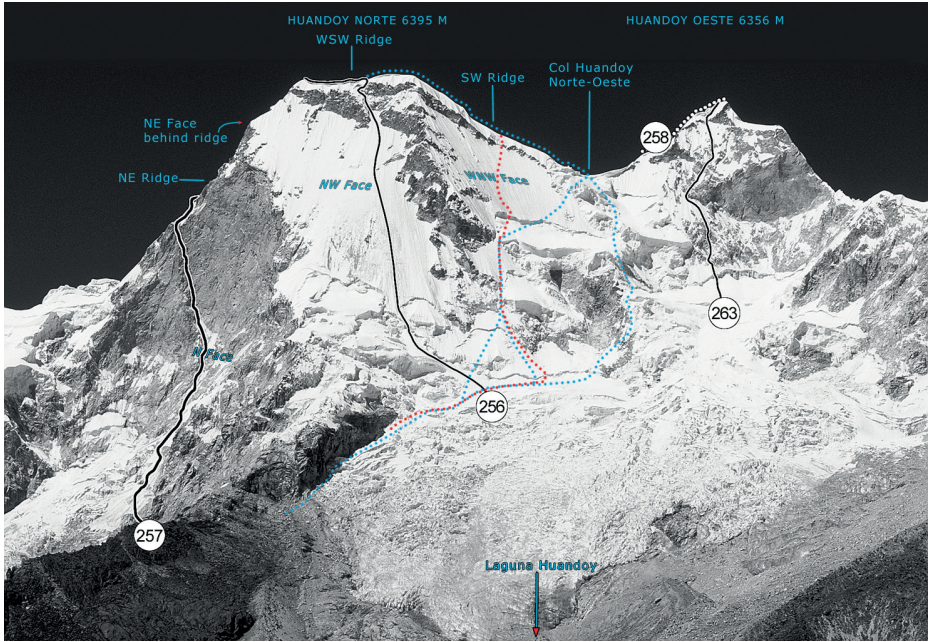 HUANDOY NORTE 6395 M
HUANDOY OESTE 6356 M
WSW Ridge
SW Ridge
Col Huandoy
Norte-Oeste
NE Face
behind ridge
258
NE Ridge
NW Face
WNW Face
263
N Face
256
257
Laguna Huandoy